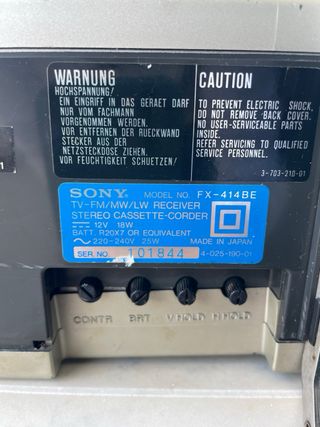 WARNUNG
HOCHSPANNUNG/
EIN EINGRIFF IN DAS GERAET DARF
NUR VOM FACHMANN
VORGENOMMEN WERDEN.
VOR ENTFERNEN DER RUECKWAND
STECKER AUS DER
NETZSTECKDOSE ZIEHEN.
VOR FEUCHTIGKEIT SCHUETZEN/
CAUTION
TO PREVENT ELECTRIC SHOCK,
DO NOT REMOVE BACK COVER.
NO USER-SERVICEABLE PARTS
INSIDE.
REFER SERVICING TO QUALIFIED
SERVICE PERSONNEL.
3-703-210-01
SONY MODEL NO. FX-414BE
TV-FM/MW/LW RECEIVER
STEREO CASSETTE-CORDER
12V 18W
BATT. R20X7 OR EQUIVALENT
220-240V 25W MADE IN JAPAN
SER. NO. 101844 4-025-190-01
CONTR BRT V HOLD H HOLD